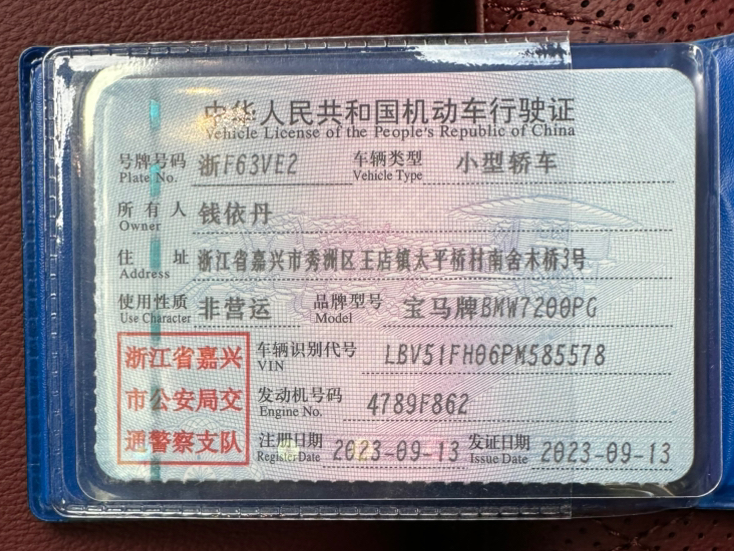 中华人民共和国机动车行驶证
Vehicle License of the People's Republic of China
号牌号码 浙F63VE2 车辆类型 小型轿车
Plate No. Vehicle Type
所有人 钱依丹
Owner
住址 浙江省嘉兴市秀洲区王店镇太平桥村南舍木桥3号
Address
使用性质 非营运 品牌型号 宝马牌BMW7200PG
Use Character Model
浙江省嘉兴
市公安局交
通警察支队
车辆识别代号 LBV51FH06PM585578
VIN
发动机号码 4789F862
Engine No.
注册日期 2023-09-13 发证日期 2023-09-13
Register Date Issue Date